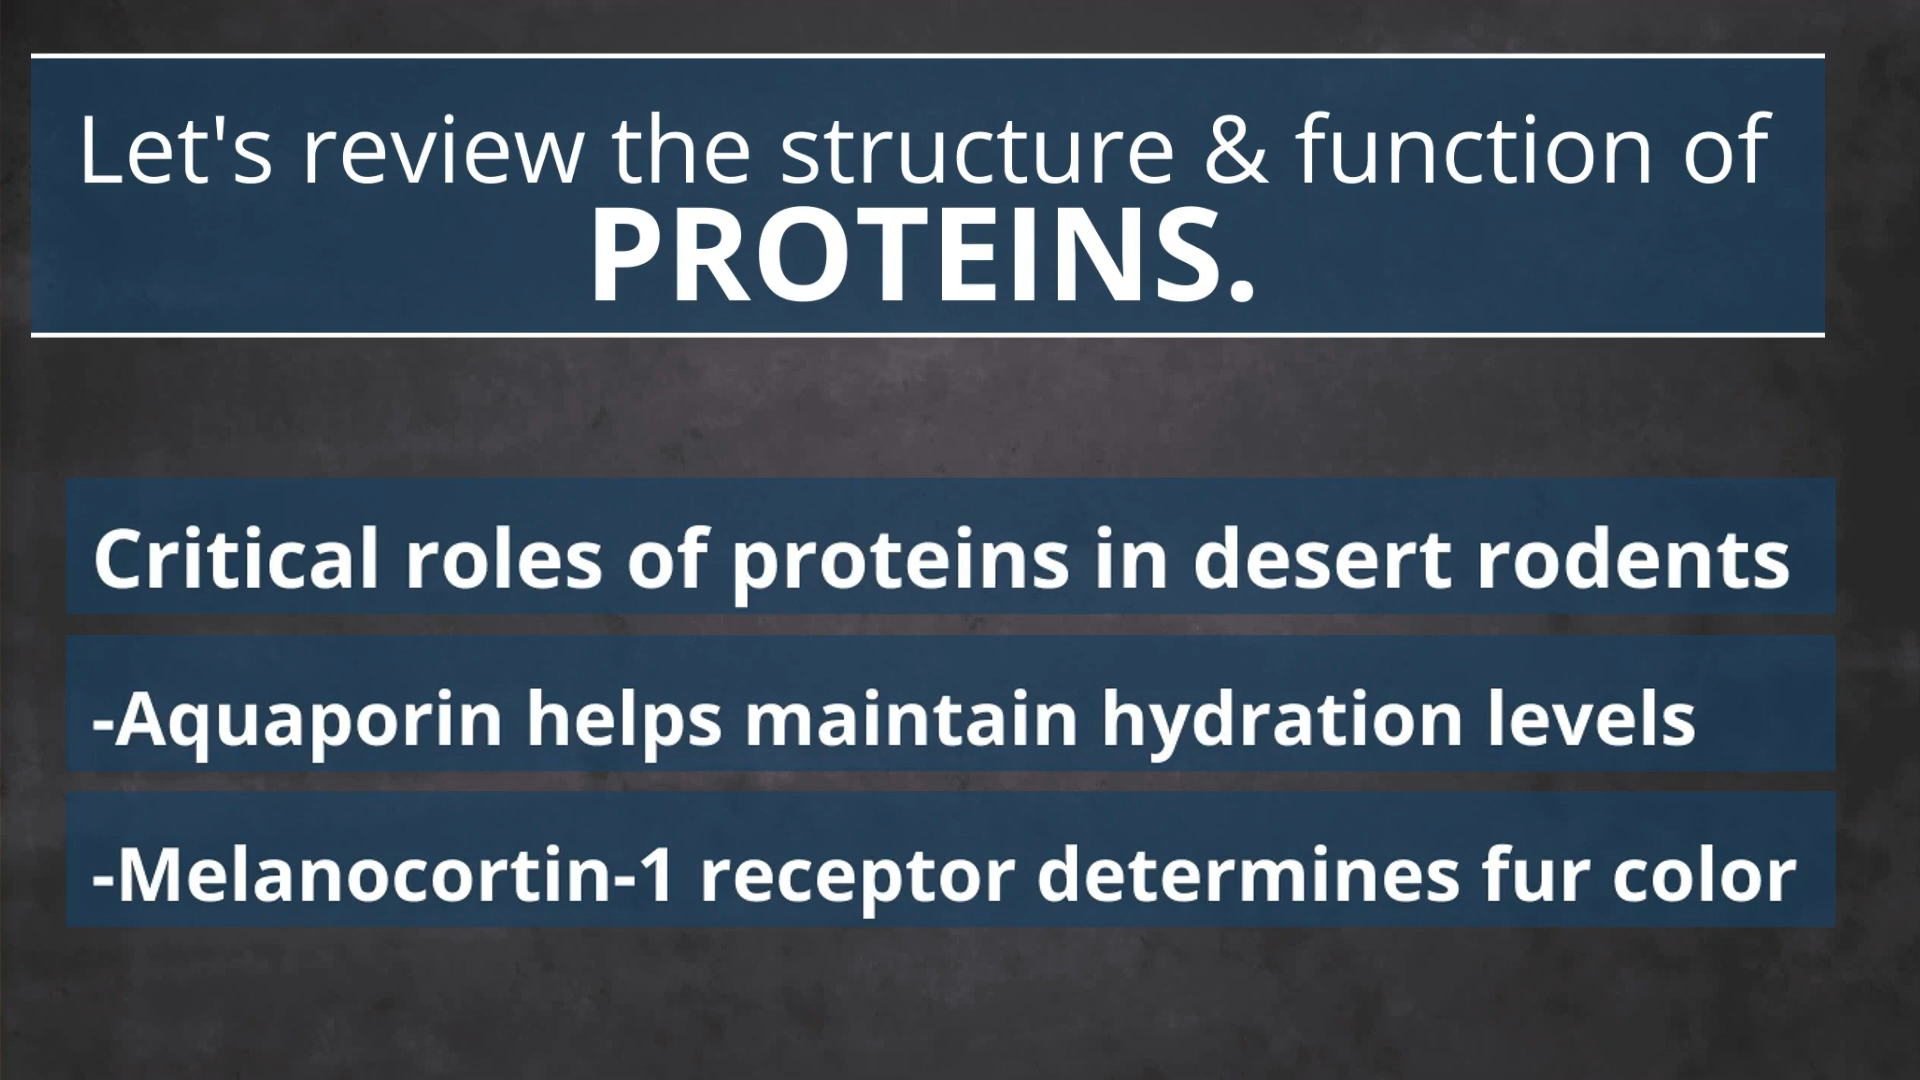 Let's review the structure & function of
PROTEINS.
Critical roles of proteins in desert rodents
-Aquaporin helps maintain hydration levels
-Melanocortin-1 receptor determines fur color